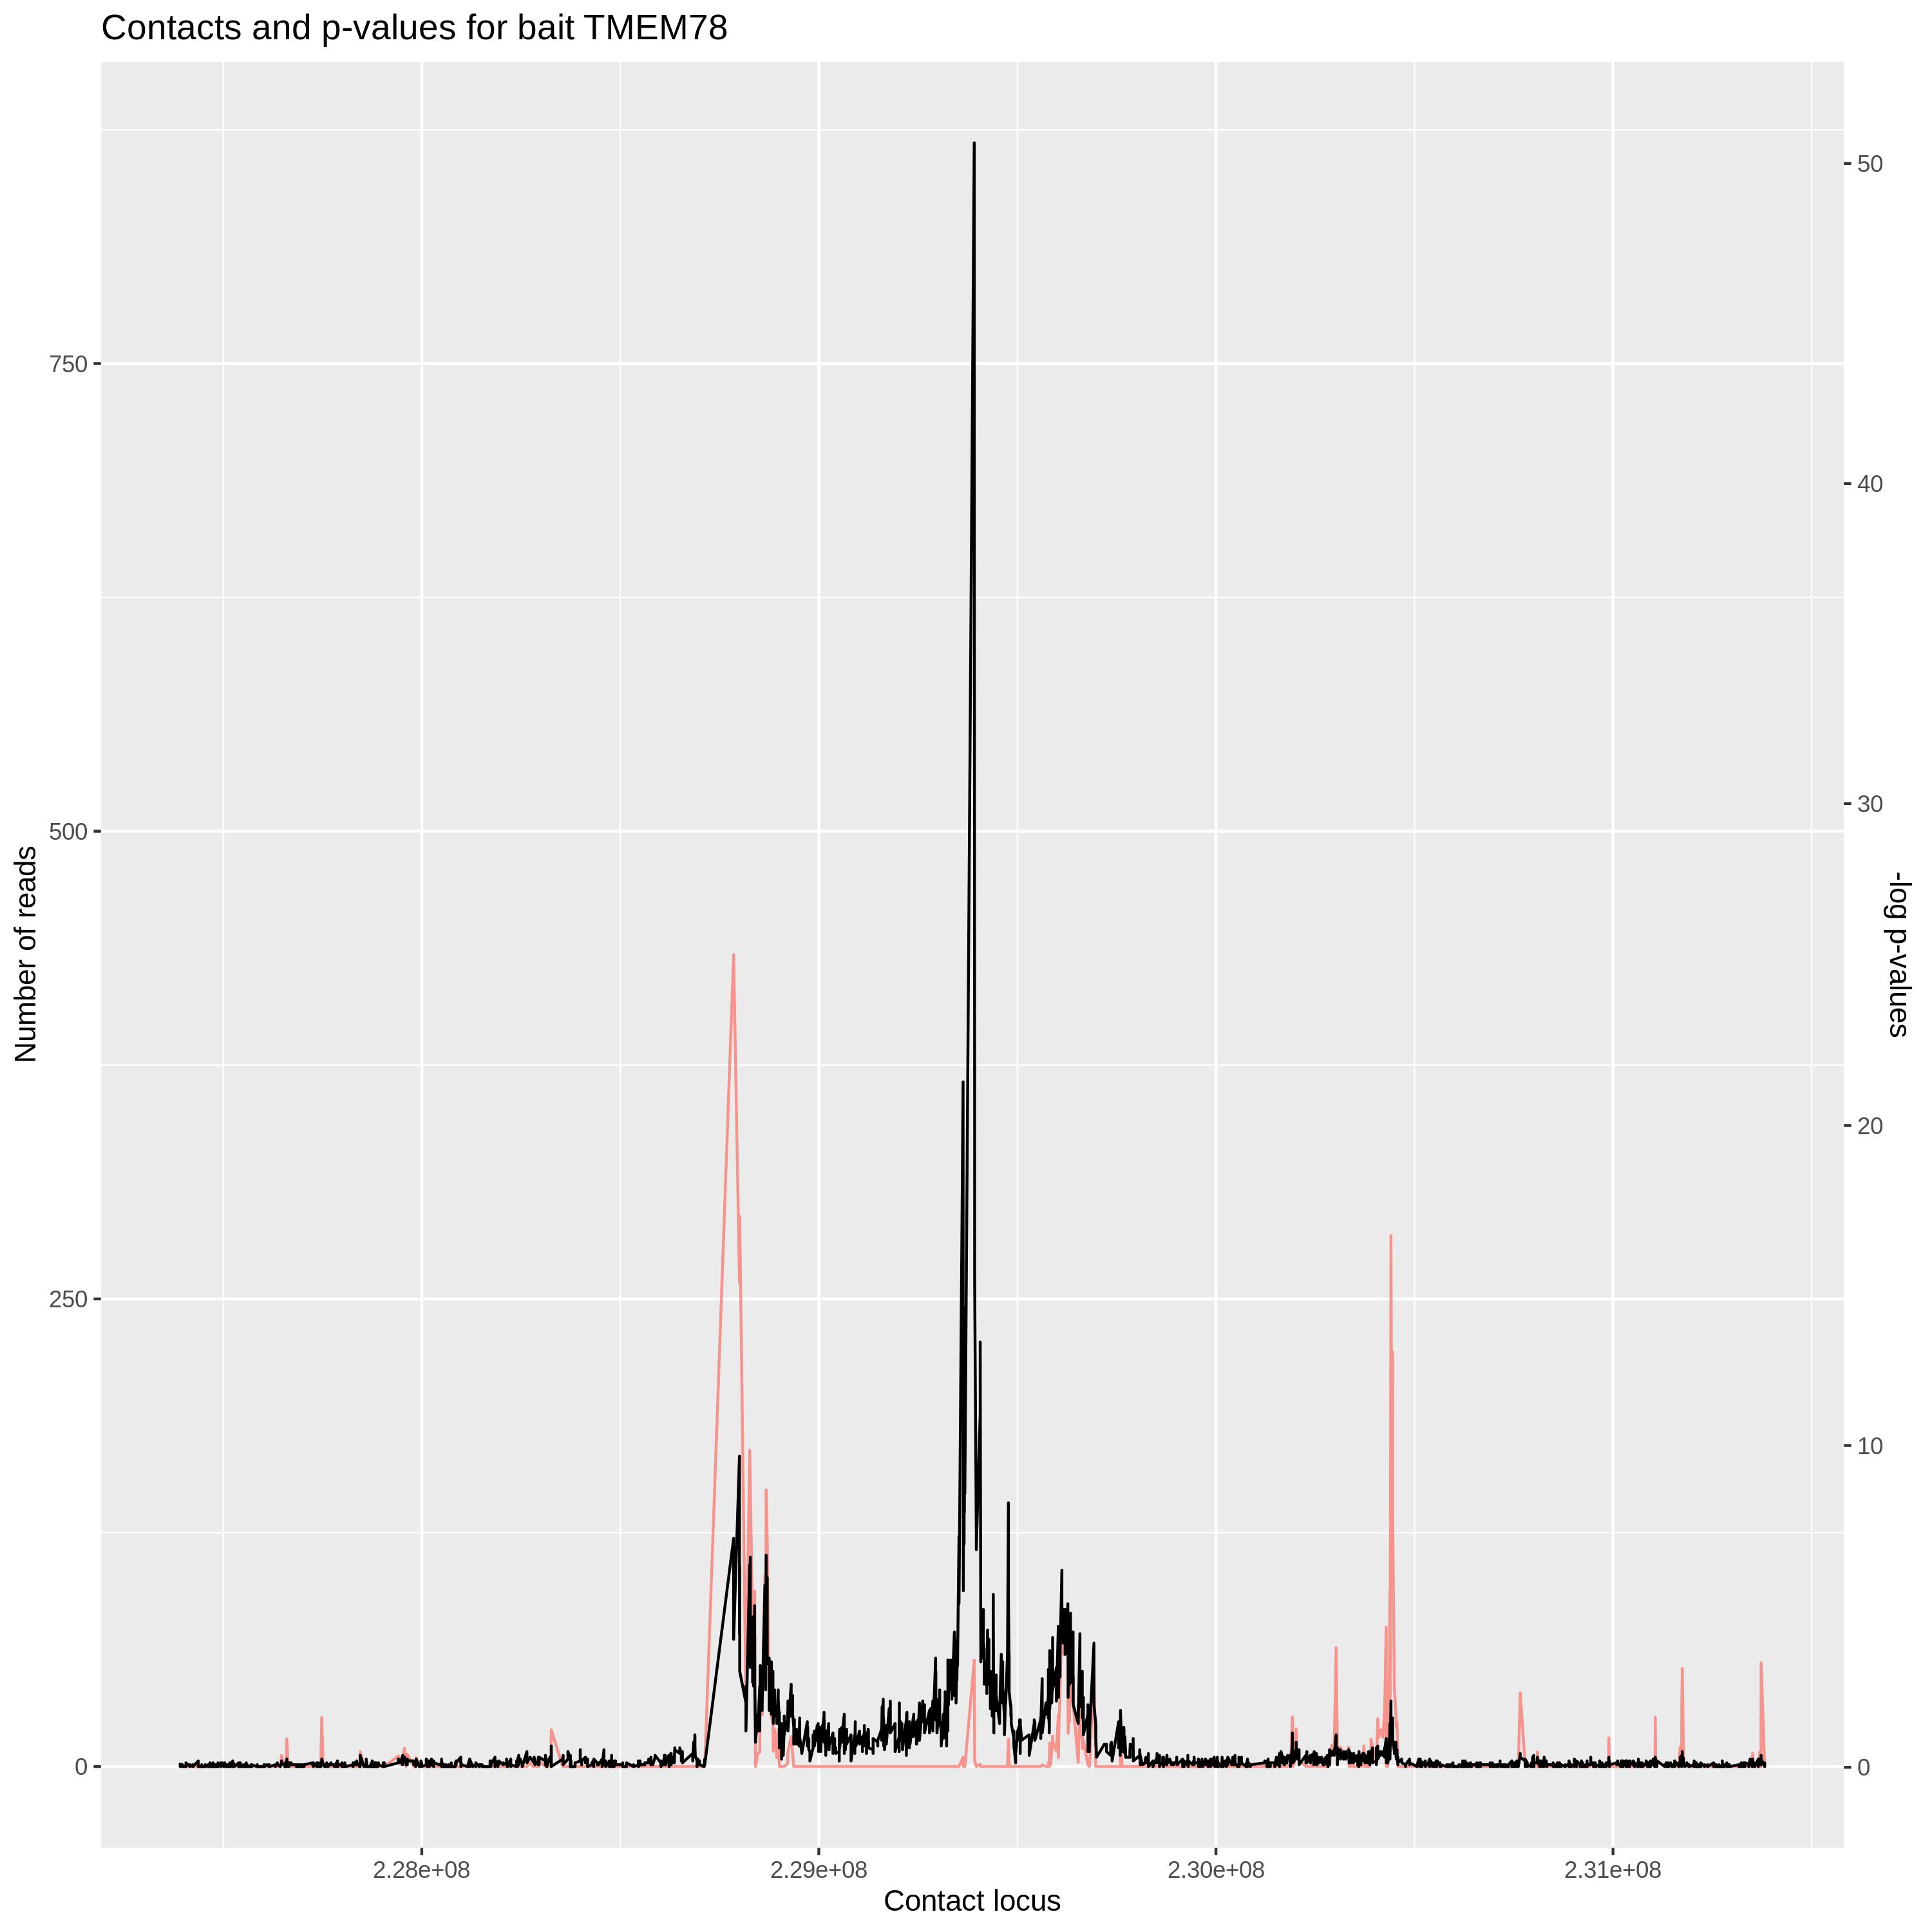 Contacts and p-values for bait TMEM78
750
500
250
0
Number of reads
50
40
30
20
10
0
-log p-values
2.28e+08 2.29e+08 2.30e+08 2.31e+08
Contact locus